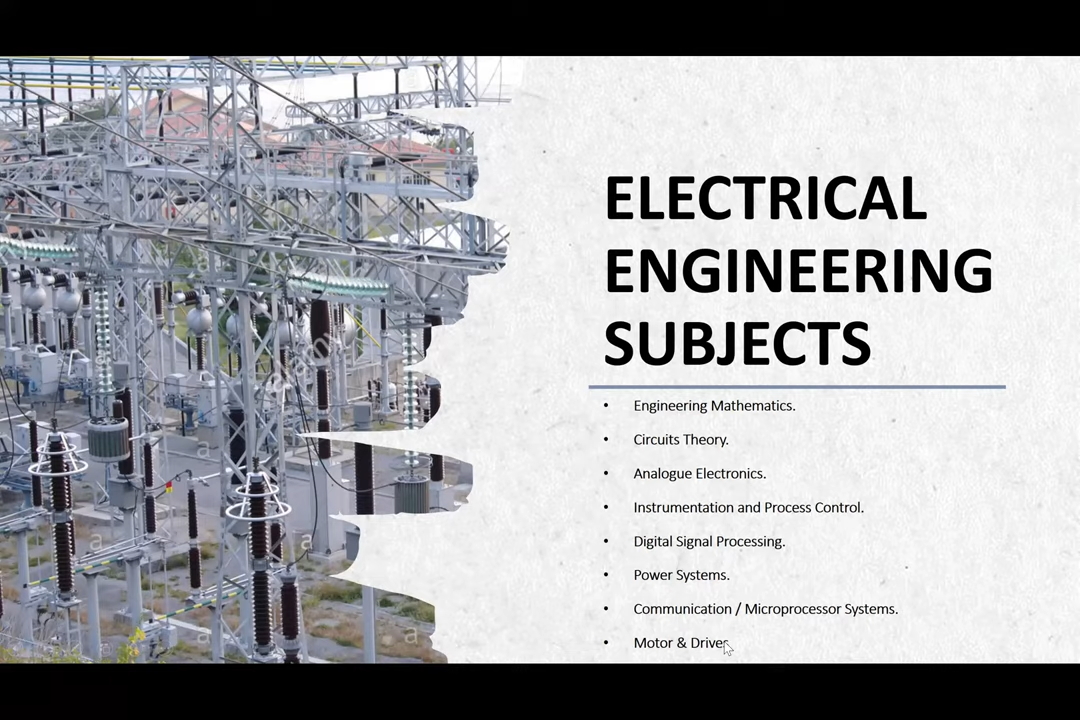 ELECTRICAL
ENGINEERING
SUBJECTS
• Engineering Mathematics.
• Circuits Theory.
• Analogue Electronics.
• Instrumentation and Process Control.
• Digital Signal Processing.
• Power Systems.
• Communication / Microprocessor Systems.
• Motor & Drives
alamy
a
a
a
a
a